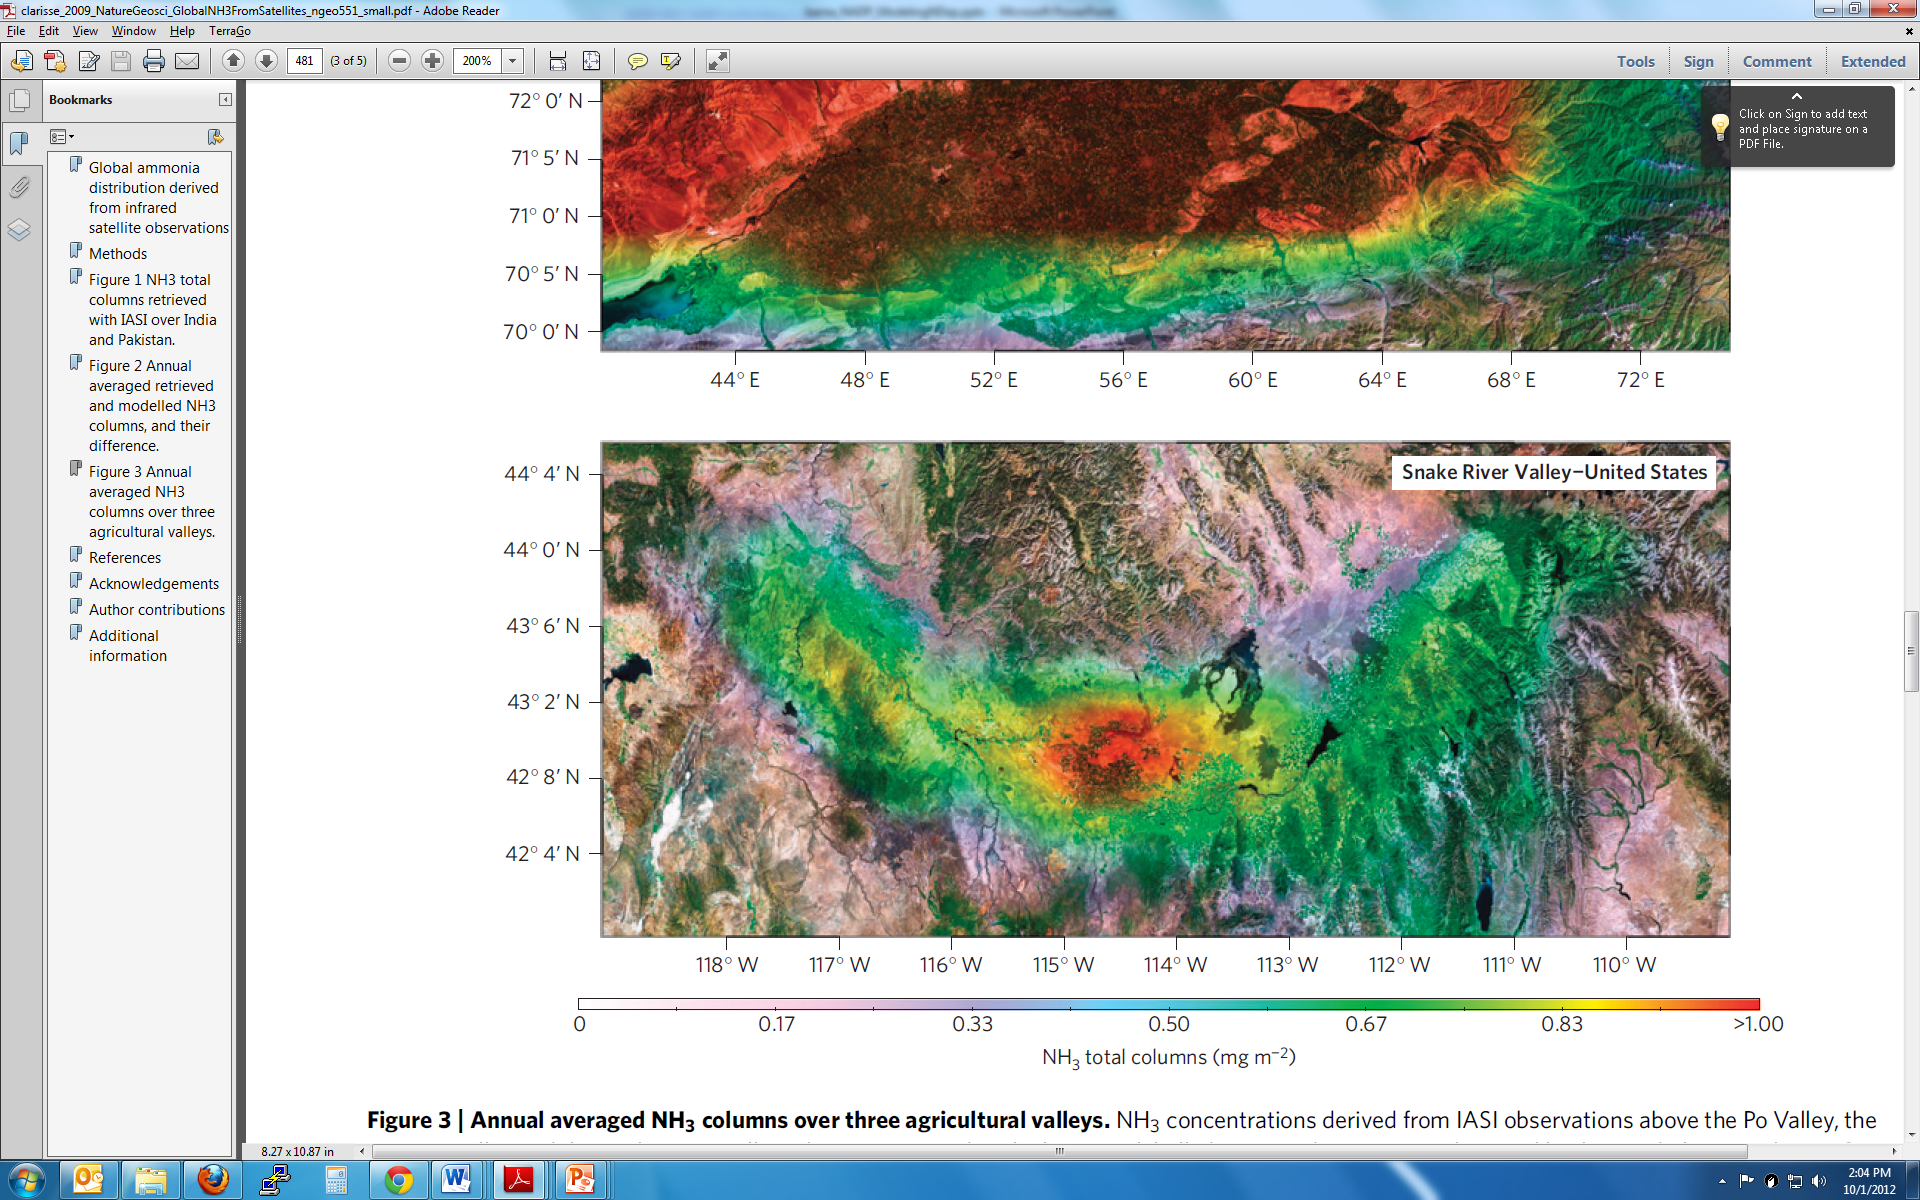 clarisse_2009_NatureGeosci_GlobalNH3FromSatellites_ngeo551_small.pdf - Adobe Reader
File Edit View Window Help TerraGo
481 (3 of 5) 200% Tools Sign Comment Extended
Bookmarks
Global ammonia
distribution derived
from infrared
satellite observations
Methods
Figure 1 NH3 total
columns retrieved
with IASI over India
and Pakistan.
Figure 2 Annual
averaged retrieved
and modelled NH3
columns, and their
difference.
Figure 3 Annual
averaged NH3
columns over three
agricultural valleys.
References
Acknowledgements
Author contributions
Additional
information
Click on Sign to add text
and place signature on a
PDF File.
72° 0′ N
71° 5′ N
71° 0′ N
70° 5′ N
70° 0′ N
44° E 48° E 52° E 56° E 60° E 64° E 68° E 72° E
Snake River Valley–United States
44° 4′ N
44° 0′ N
43° 6′ N
43° 2′ N
42° 8′ N
42° 4′ N
118° W 117° W 116° W 115° W 114° W 113° W 112° W 111° W 110° W
0 0.17 0.33 0.50 0.67 0.83 >1.00
NH3 total columns (mg m−2)
Figure 3 | Annual averaged NH3 columns over three agricultural valleys. NH3 concentrations derived from IASI observations above the Po Valley, the
8.27 x 10.87 in
2:04 PM
10/1/2012